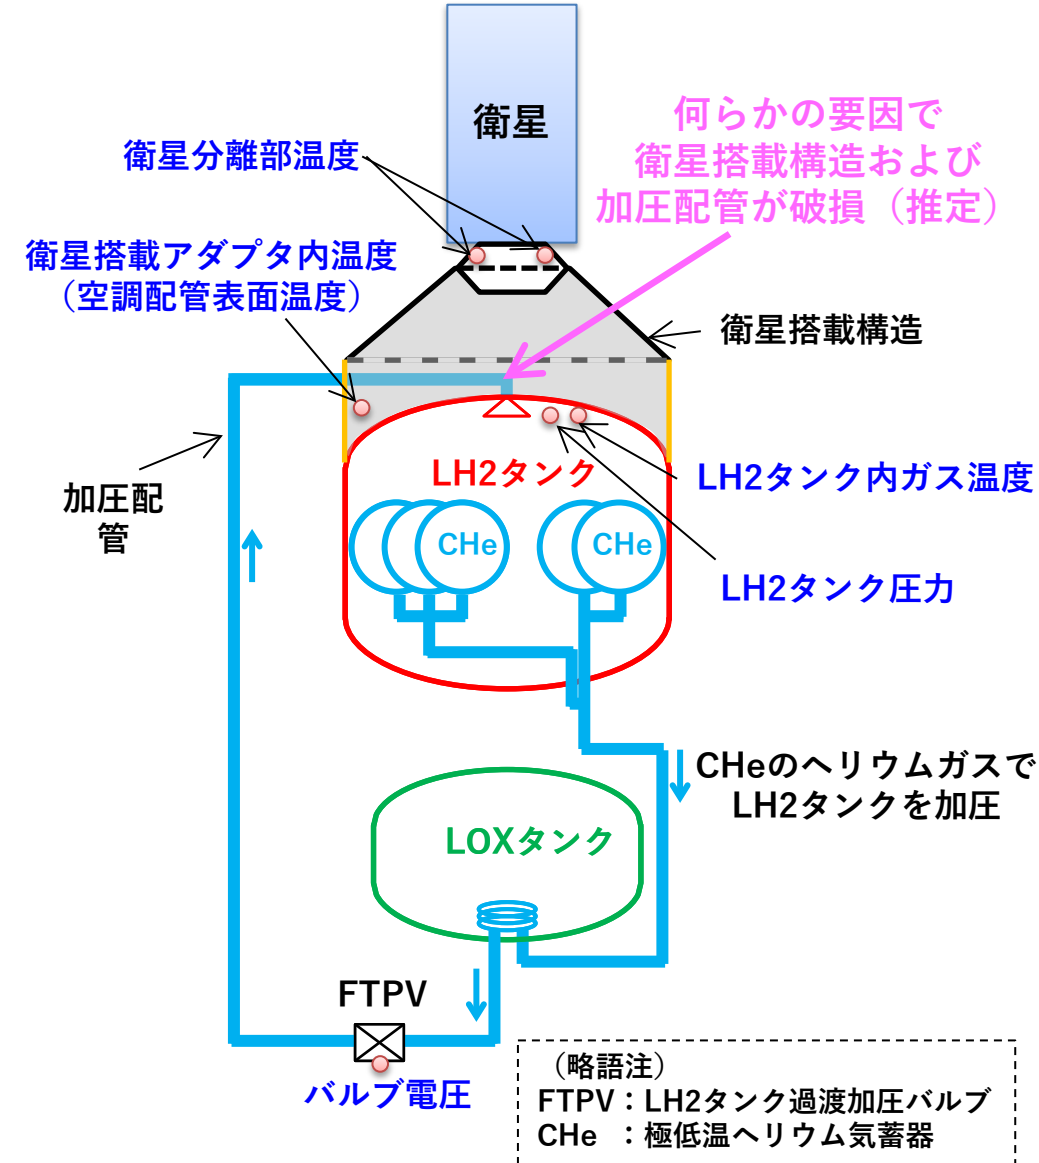 衛星
何らかの要因で
衛星搭載構造および
加圧配管が破損（推定）
衛星分離部温度
衛星搭載アダプタ内温度
（空調配管表面温度）
衛星搭載構造
LH2タンク
LH2タンク内ガス温度
加圧配
管
CHe
CHe
LH2タンク圧力
CHeのヘリウムガスで
LH2タンクを加圧
LOXタンク
FTPV
バルブ電圧
（略語注）
FTPV：LH2タンク過渡加圧バルブ
CHe ：極低温ヘリウム気蓄器